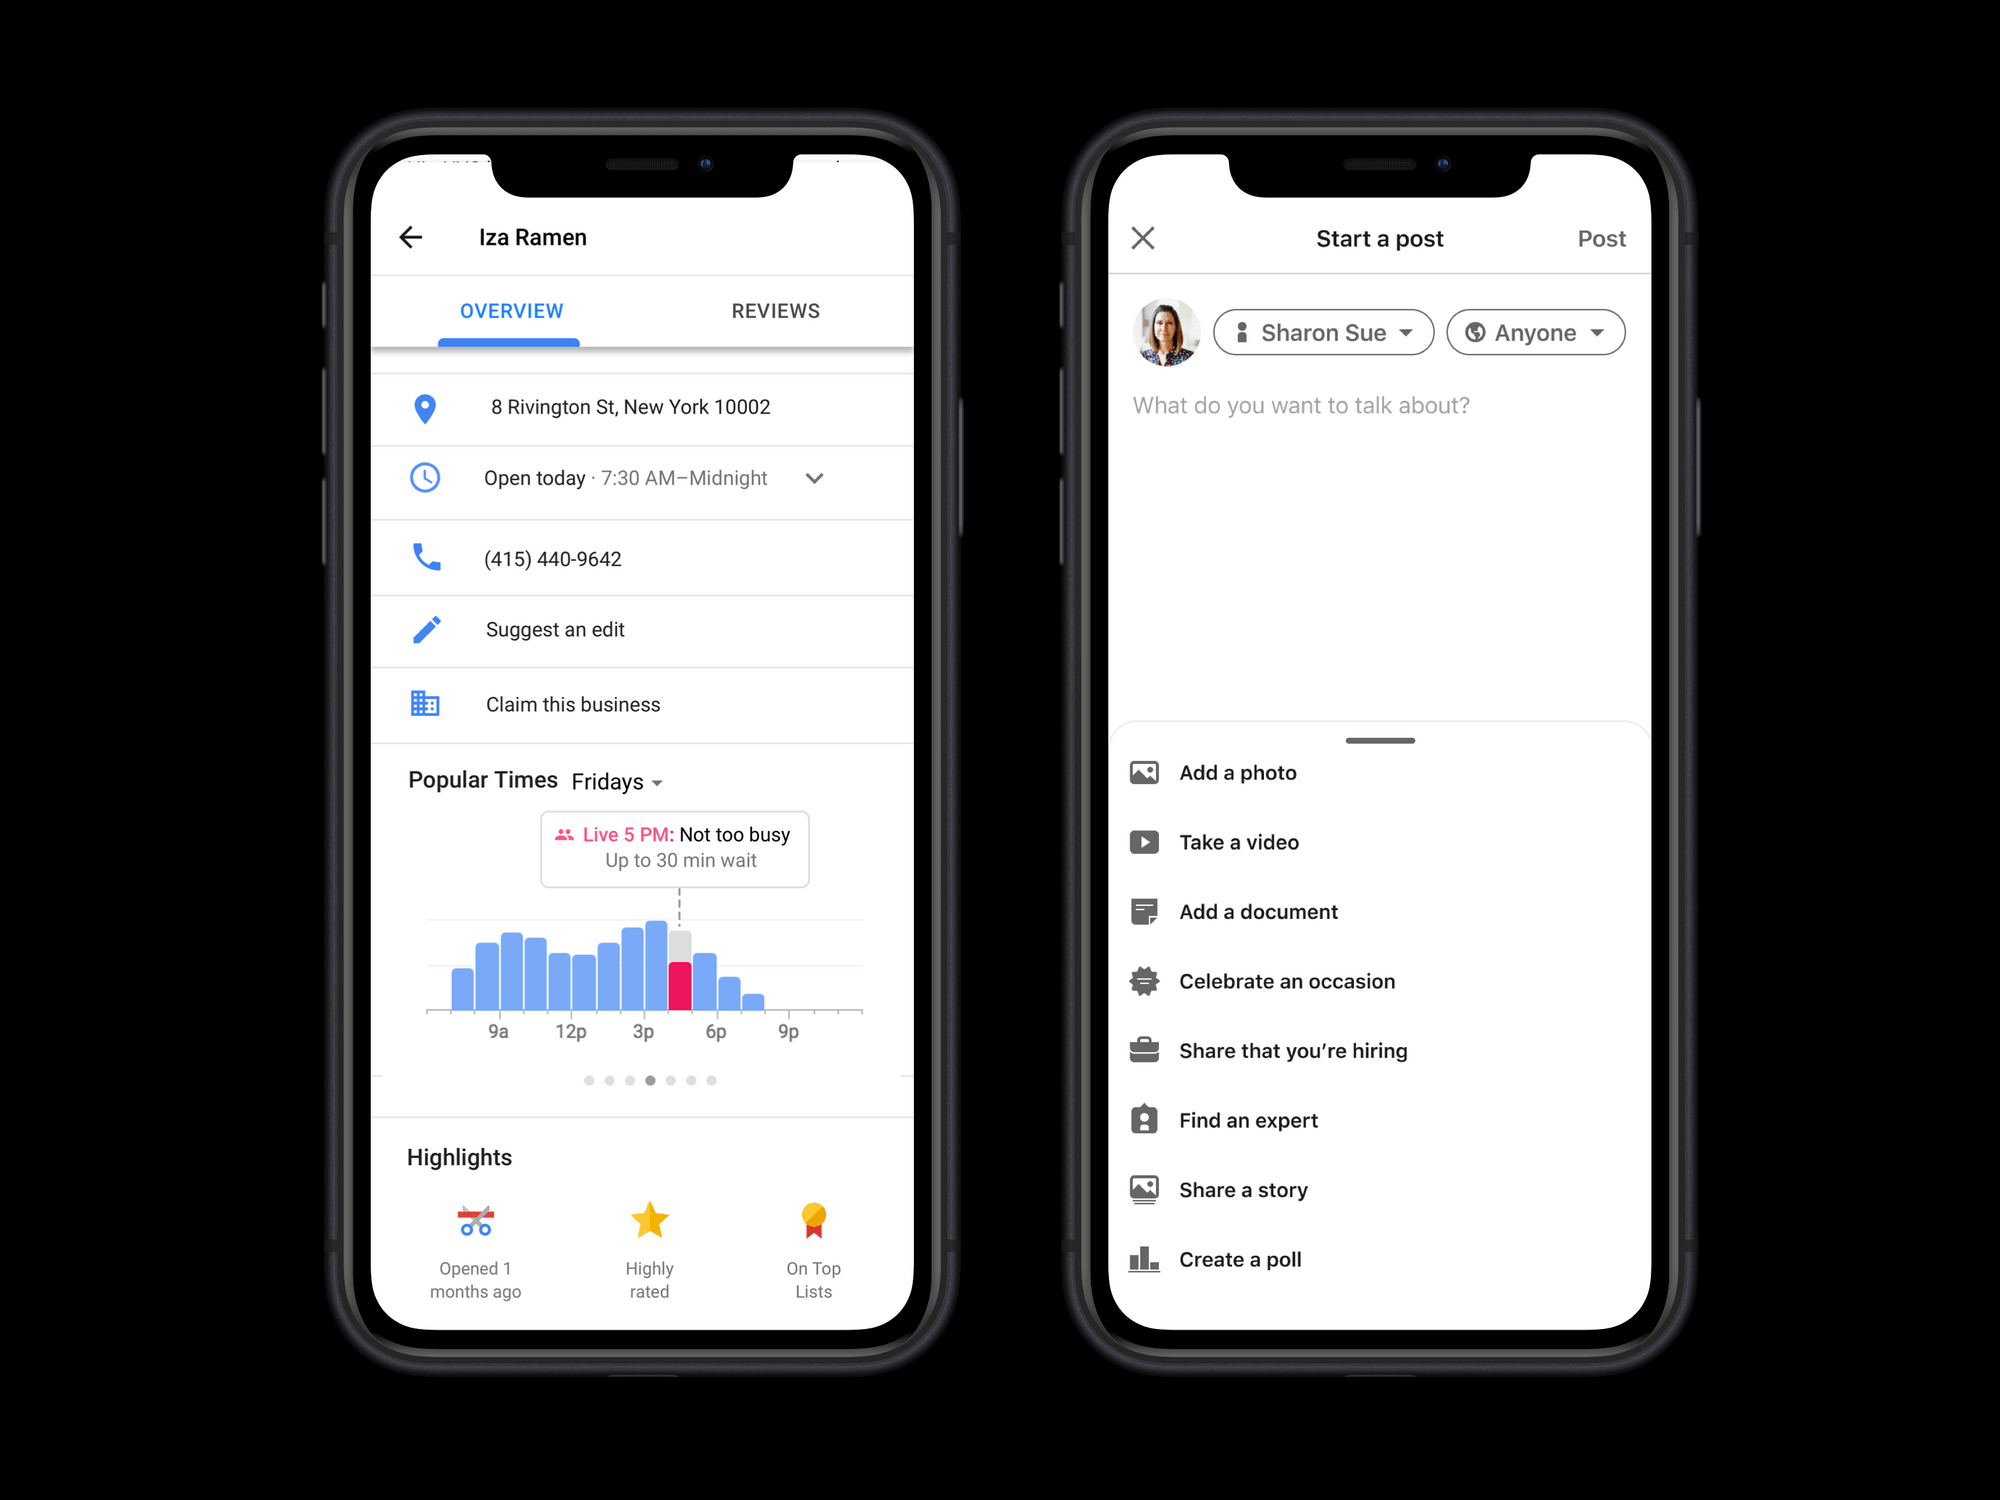 Iza Ramen
OVERVIEW REVIEWS
8 Rivington St, New York 10002
Open today · 7:30 AM–Midnight
(415) 440-9642
Suggest an edit
Claim this business
Popular Times Fridays
Live 5 PM: Not too busy
Up to 30 min wait
9a 12p 3p 6p 9p
Highlights
Opened 1
months ago
Highly
rated
On Top
Lists
Start a post Post
Sharon Sue Anyone
What do you want to talk about?
Add a photo
Take a video
Add a document
Celebrate an occasion
Share that you’re hiring
Find an expert
Share a story
Create a poll